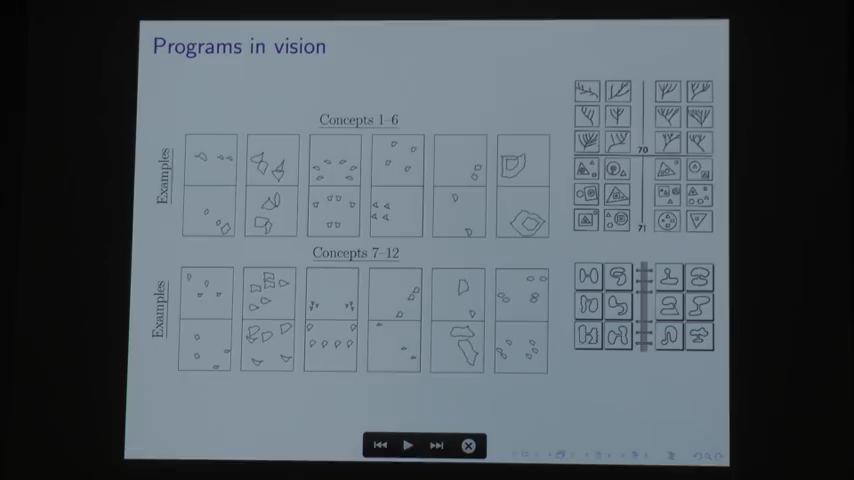 Programs in vision
Concepts 1–6
Examples
70
71
Concepts 7–12
Examples